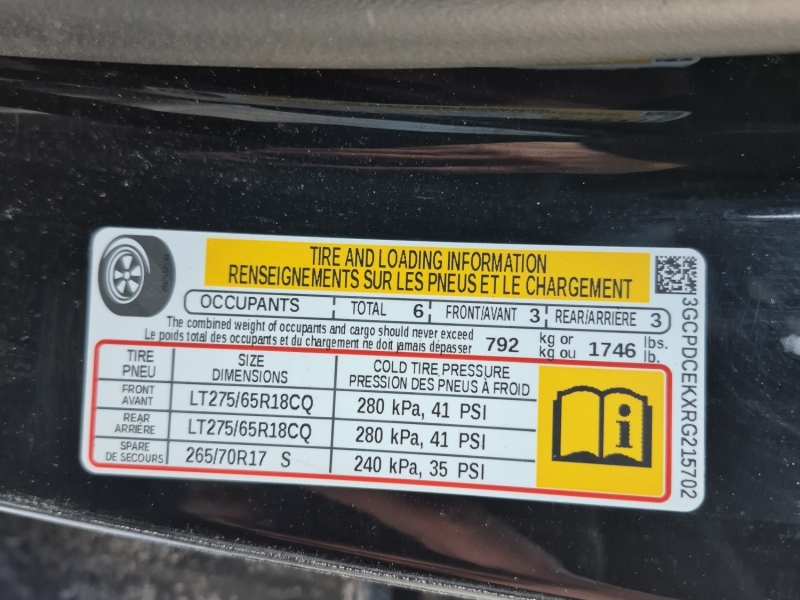 TIRE AND LOADING INFORMATION
RENSEIGNEMENTS SUR LES PNEUS ET LE CHARGEMENT
OCCUPANTS TOTAL 6 FRONT/AVANT 3 REAR/ARRIERE 3
The combined weight of occupants and cargo should never exceed
Le poids total des occupants et du chargement ne doit jamais dépasser 792 kg or kg ou 1746 lbs. lb.
TIRE PNEU SIZE DIMENSIONS COLD TIRE PRESSURE PRESSION DES PNEUS À FROID
FRONT AVANT LT275/65R18CQ 280 kPa, 41 PSI
REAR ARRIÈRE LT275/65R18CQ 280 kPa, 41 PSI
SPARE DE SECOURS 265/70R17 S 240 kPa, 35 PSI
3GCPDCEKXRG215702